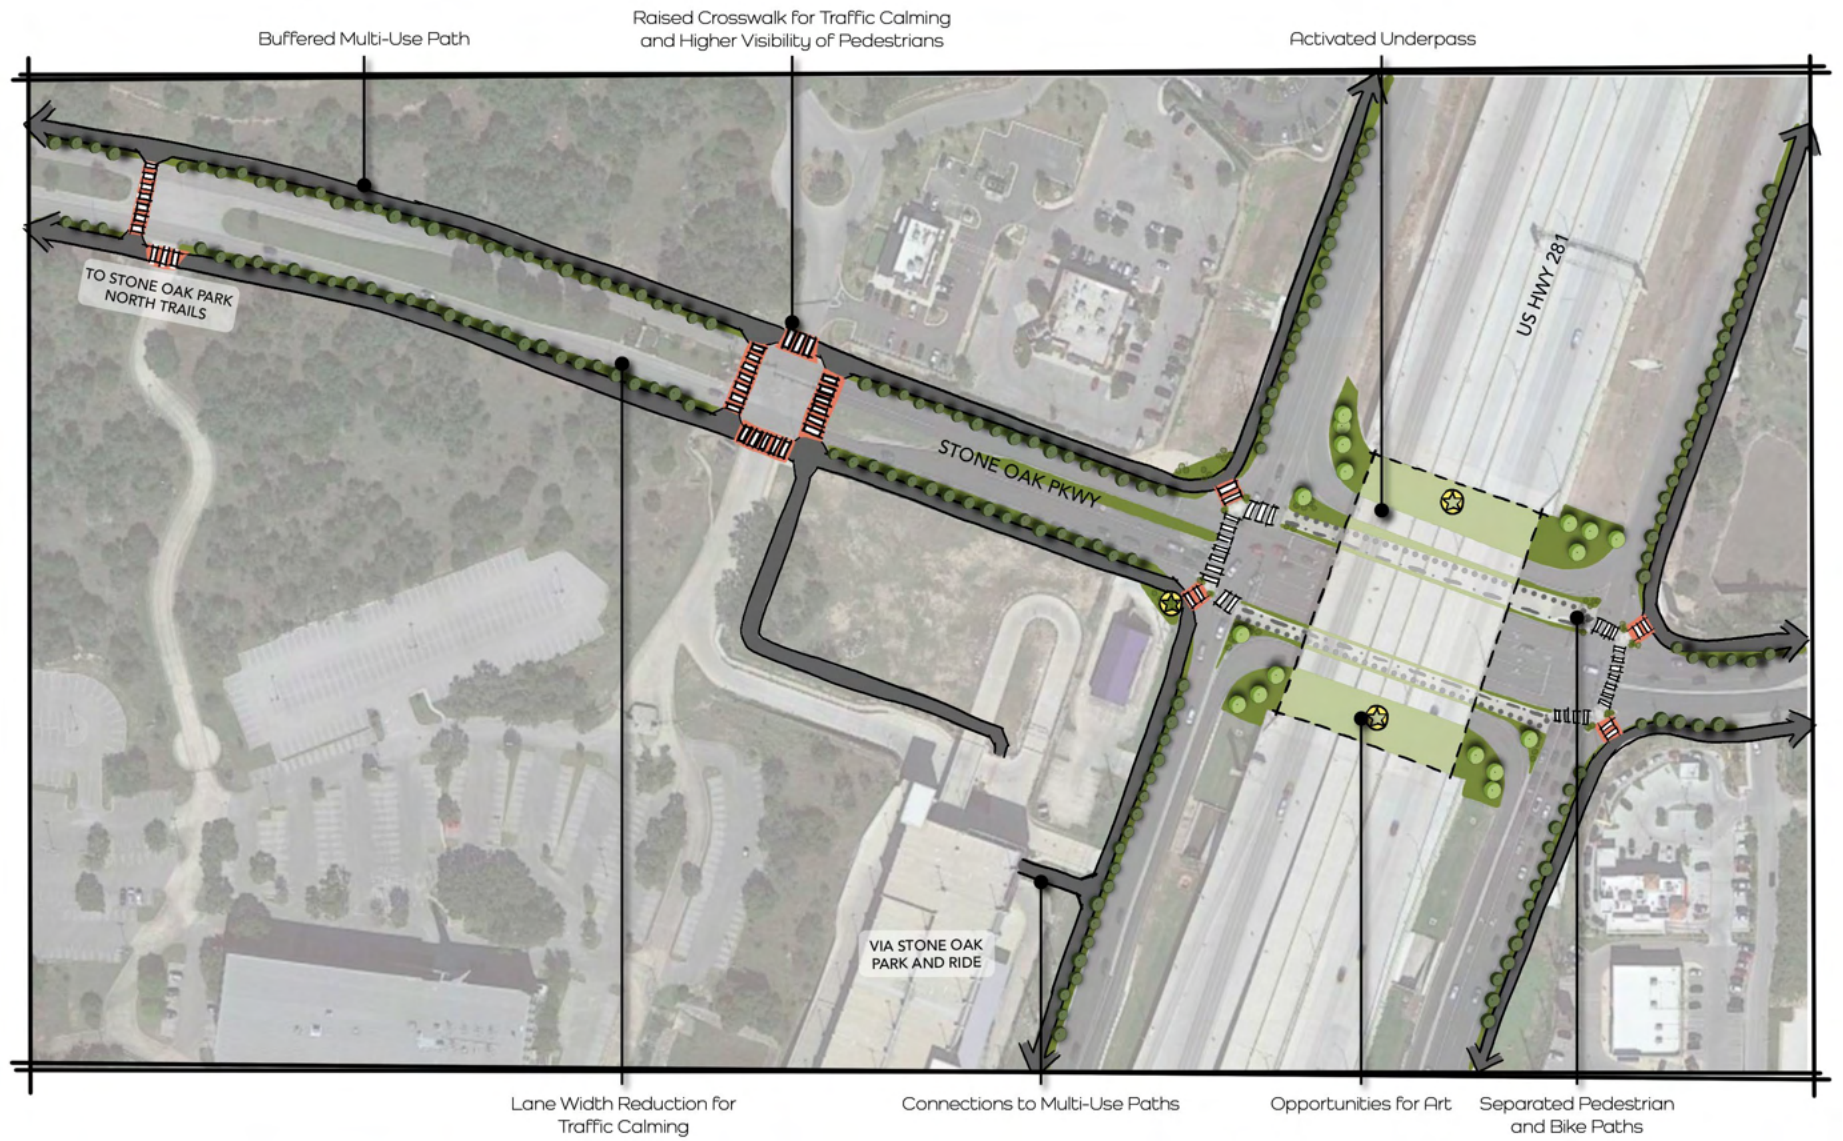 Raised Crosswalk for Traffic Calming
and Higher Visibility of Pedestrians
Buffered Multi-Use Path
Activated Underpass
US HWY 281
TO STONE OAK PARK
NORTH TRAILS
STONE OAK PKWY
VIA STONE OAK
PARK AND RIDE
Lane Width Reduction for
Traffic Calming
Connections to Multi-Use Paths
Opportunities for Art
Separated Pedestrian
and Bike Paths